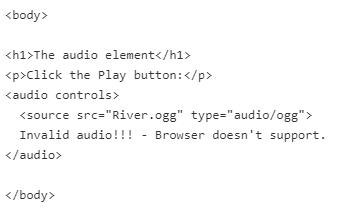 <body>
<h1>The audio element</h1>
<p>Click the Play button:</p>
<audio controls>
  <source src="River.ogg" type="audio/ogg">
  Invalid audio!!! - Browser doesn't support.
</audio>
</body>